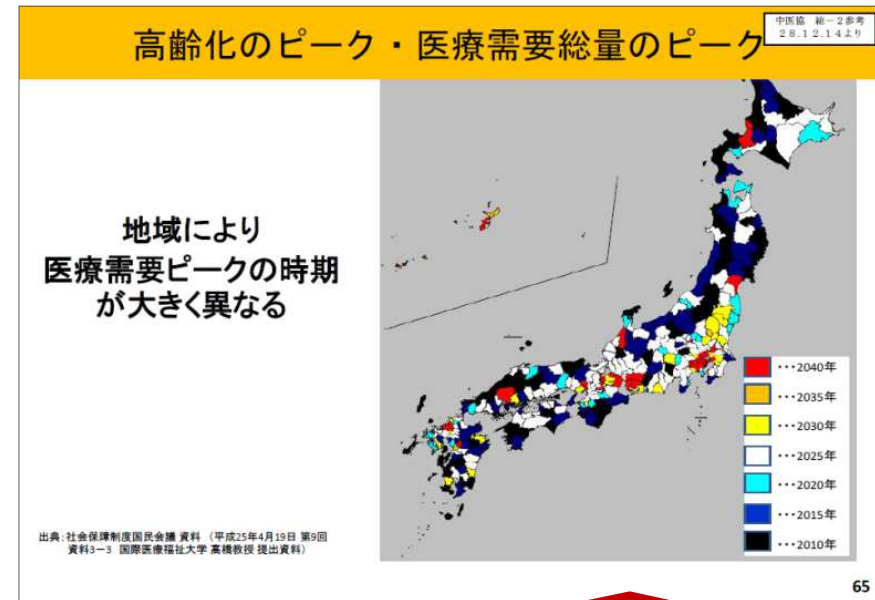 中医協 総－2参考
28．12．14より
高齢化のピーク・医療需要総量のピーク
地域により
医療需要ピークの時期
が大きく異なる
･･･2040年
･･･2035年
･･･2030年
･･･2025年
･･･2020年
･･･2015年
･･･2010年
出典：社会保障制度国民会議 資料 （平成25年4月19日 第9回
資料3－3 国際医療福祉大学 高橋教授 提出資料）
65